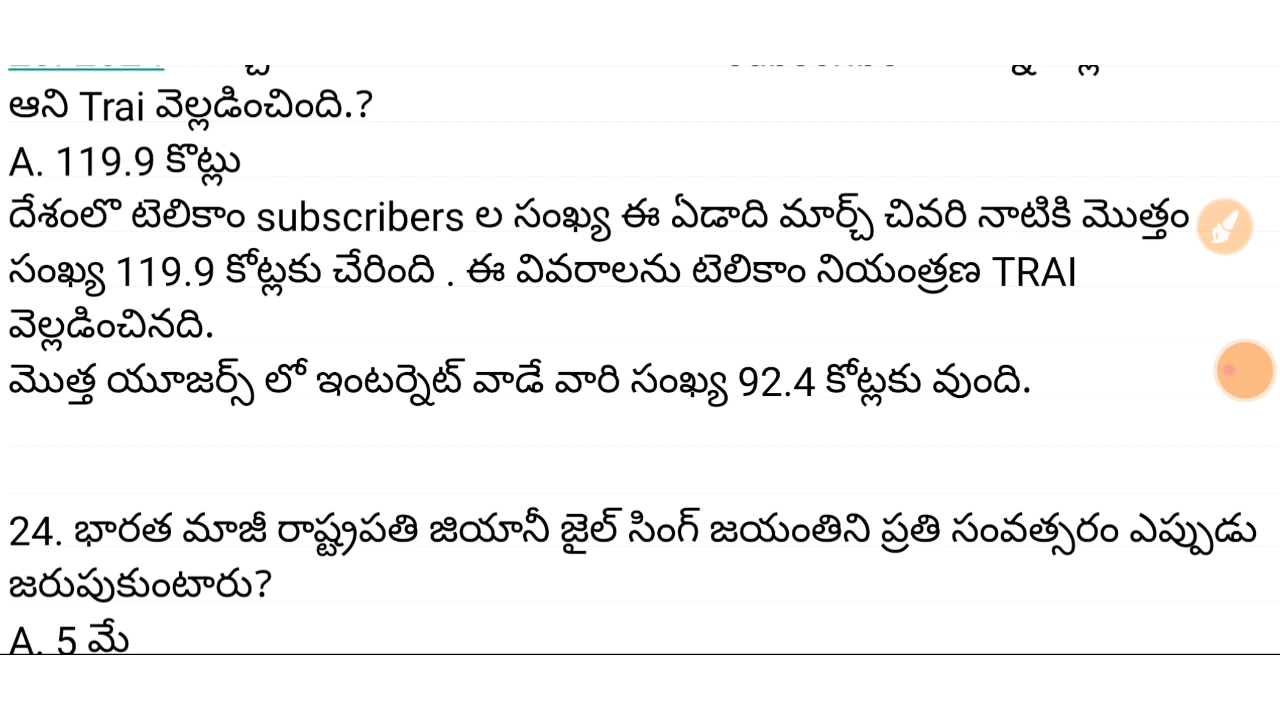 ఆని Trai వెల్లడించింది.?
A. 119.9 కొట్లు
దేశంలొ టెలికాం subscribers ల సంఖ్య ఈ ఏడాది మార్చ్ చివరి నాటికి మొత్తం
సంఖ్య 119.9 కోట్లకు చేరింది . ఈ వివరాలను టెలికాం నియంత్రణ TRAI
వెల్లడించినది.
మొత్త యూజర్స్ లో ఇంటర్నెట్ వాడే వారి సంఖ్య 92.4 కోట్లకు వుంది.
24. భారత మాజీ రాష్ట్రపతి జియానీ జైల్ సింగ్ జయంతిని ప్రతి సంవత్సరం ఎప్పుడు
జరుపుకుంటారు?
A. 5 మే